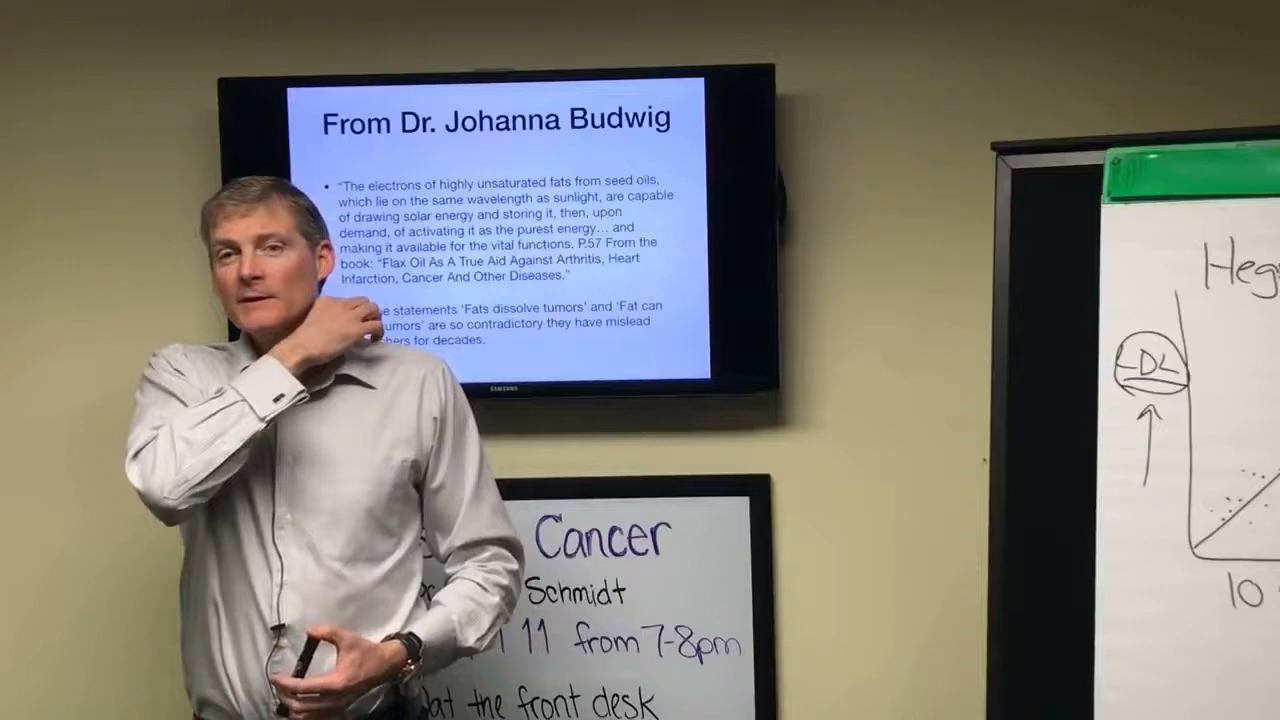 From Dr. Johanna Budwig
• “The electrons of highly unsaturated fats from seed oils,
which lie on the same wavelength as sunlight, are capable
of drawing solar energy and storing it, then, upon
demand, of activating it as the purest energy… and
making it available for the vital functions. P.57 From the
book: “Flax Oil As A True Aid Against Arthritis, Heart
Infarction, Cancer And Other Diseases.”
statements ‘Fats dissolve tumors’ and ‘Fat can
tumors’ are so contradictory they have mislead
for decades.
SAMSUNG
Cancer
Schmidt
11 from 7-8pm
at the front desk
LDL
10